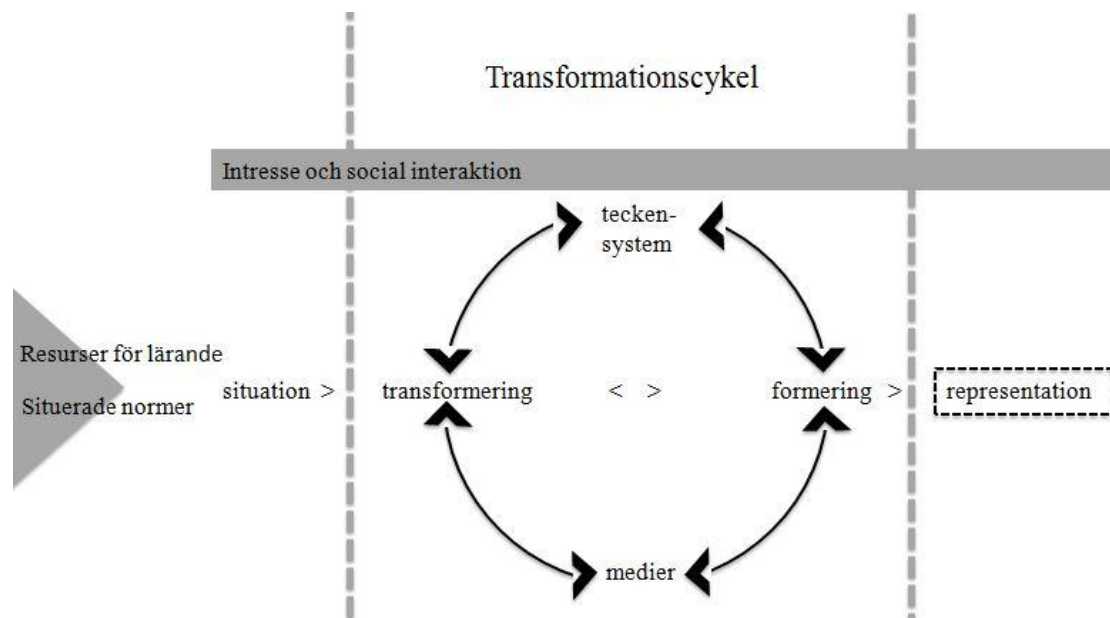 Transformationscykel
Intresse och social interaktion
tecken-
system
Resurser för lärande
Situerade normer
situation >
transformering
< >
formering >
representation
medier